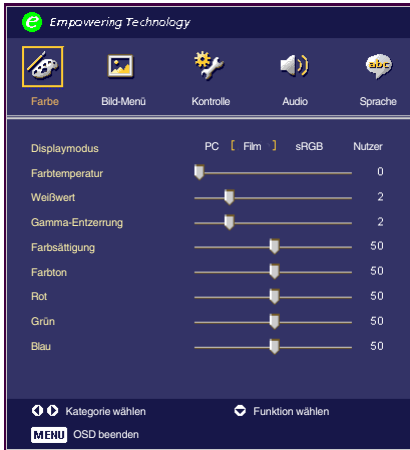 e Empowering Technology
Farbe Bild-Menü Kontrolle Audio Sprache
abc
Displaymodus PC [ Film ] sRGB Nutzer
Farbtemperatur 0
Weißwert 2
Gamma-Entzerrung 2
Farbsättigung 50
Farbton 50
Rot 50
Grün 50
Blau 50
Kategorie wählen Funktion wählen
MENU OSD beenden